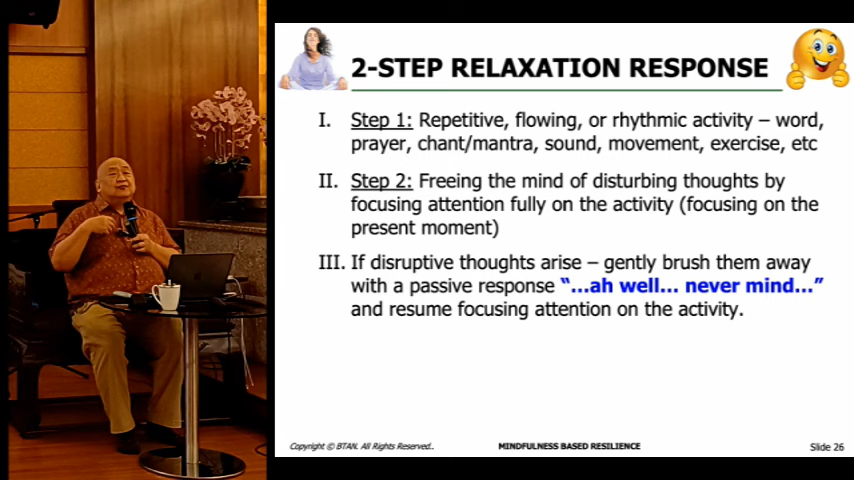 2-STEP RELAXATION RESPONSE
I. Step 1: Repetitive, flowing, or rhythmic activity – word,
prayer, chant/mantra, sound, movement, exercise, etc
II. Step 2: Freeing the mind of disturbing thoughts by
focusing attention fully on the activity (focusing on the
present moment)
III. If disruptive thoughts arise – gently brush them away
with a passive response “...ah well... never mind...”
and resume focusing attention on the activity.
Copyright © BTAN. All Rights Reserved..
MINDFULNESS BASED RESILIENCE
Slide 26